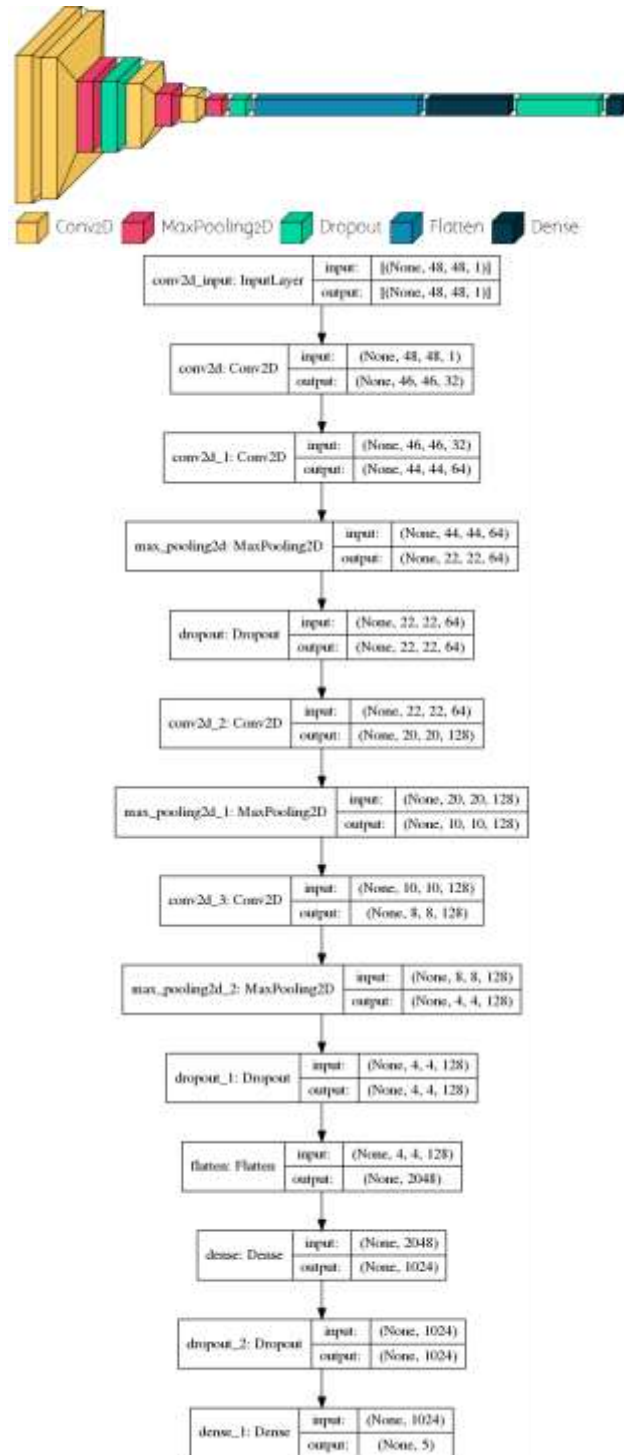 Conv2D MaxPooling2D Dropout Flatten Dense
conv2d_input: InputLayer input: [(None, 48, 48, 1)]
output: [(None, 48, 48, 1)]
conv2d: Conv2D input: (None, 48, 48, 1)
output: (None, 46, 46, 32)
conv2d_1: Conv2D input: (None, 46, 46, 32)
output: (None, 44, 44, 64)
max_pooling2d: MaxPooling2D input: (None, 44, 44, 64)
output: (None, 22, 22, 64)
dropout: Dropout input: (None, 22, 22, 64)
output: (None, 22, 22, 64)
conv2d_2: Conv2D input: (None, 22, 22, 64)
output: (None, 20, 20, 128)
max_pooling2d_1: MaxPooling2D input: (None, 20, 20, 128)
output: (None, 10, 10, 128)
conv2d_3: Conv2D input: (None, 10, 10, 128)
output: (None, 8, 8, 128)
max_pooling2d_2: MaxPooling2D input: (None, 8, 8, 128)
output: (None, 4, 4, 128)
dropout_1: Dropout input: (None, 4, 4, 128)
output: (None, 4, 4, 128)
flatten: Flatten input: (None, 4, 4, 128)
output: (None, 2048)
dense: Dense input: (None, 2048)
output: (None, 1024)
dropout_2: Dropout input: (None, 1024)
output: (None, 1024)
dense_1: Dense input: (None, 1024)
output: (None, 5)